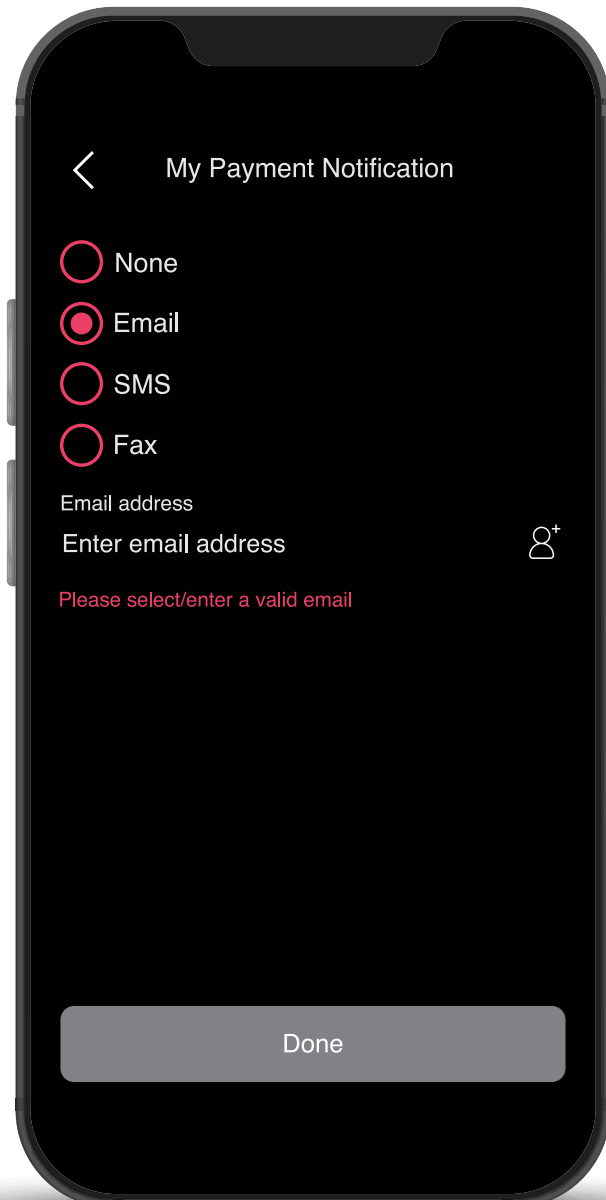 My Payment Notification
None
Email
SMS
Fax
Email address
Enter email address
Please select/enter a valid email
Done